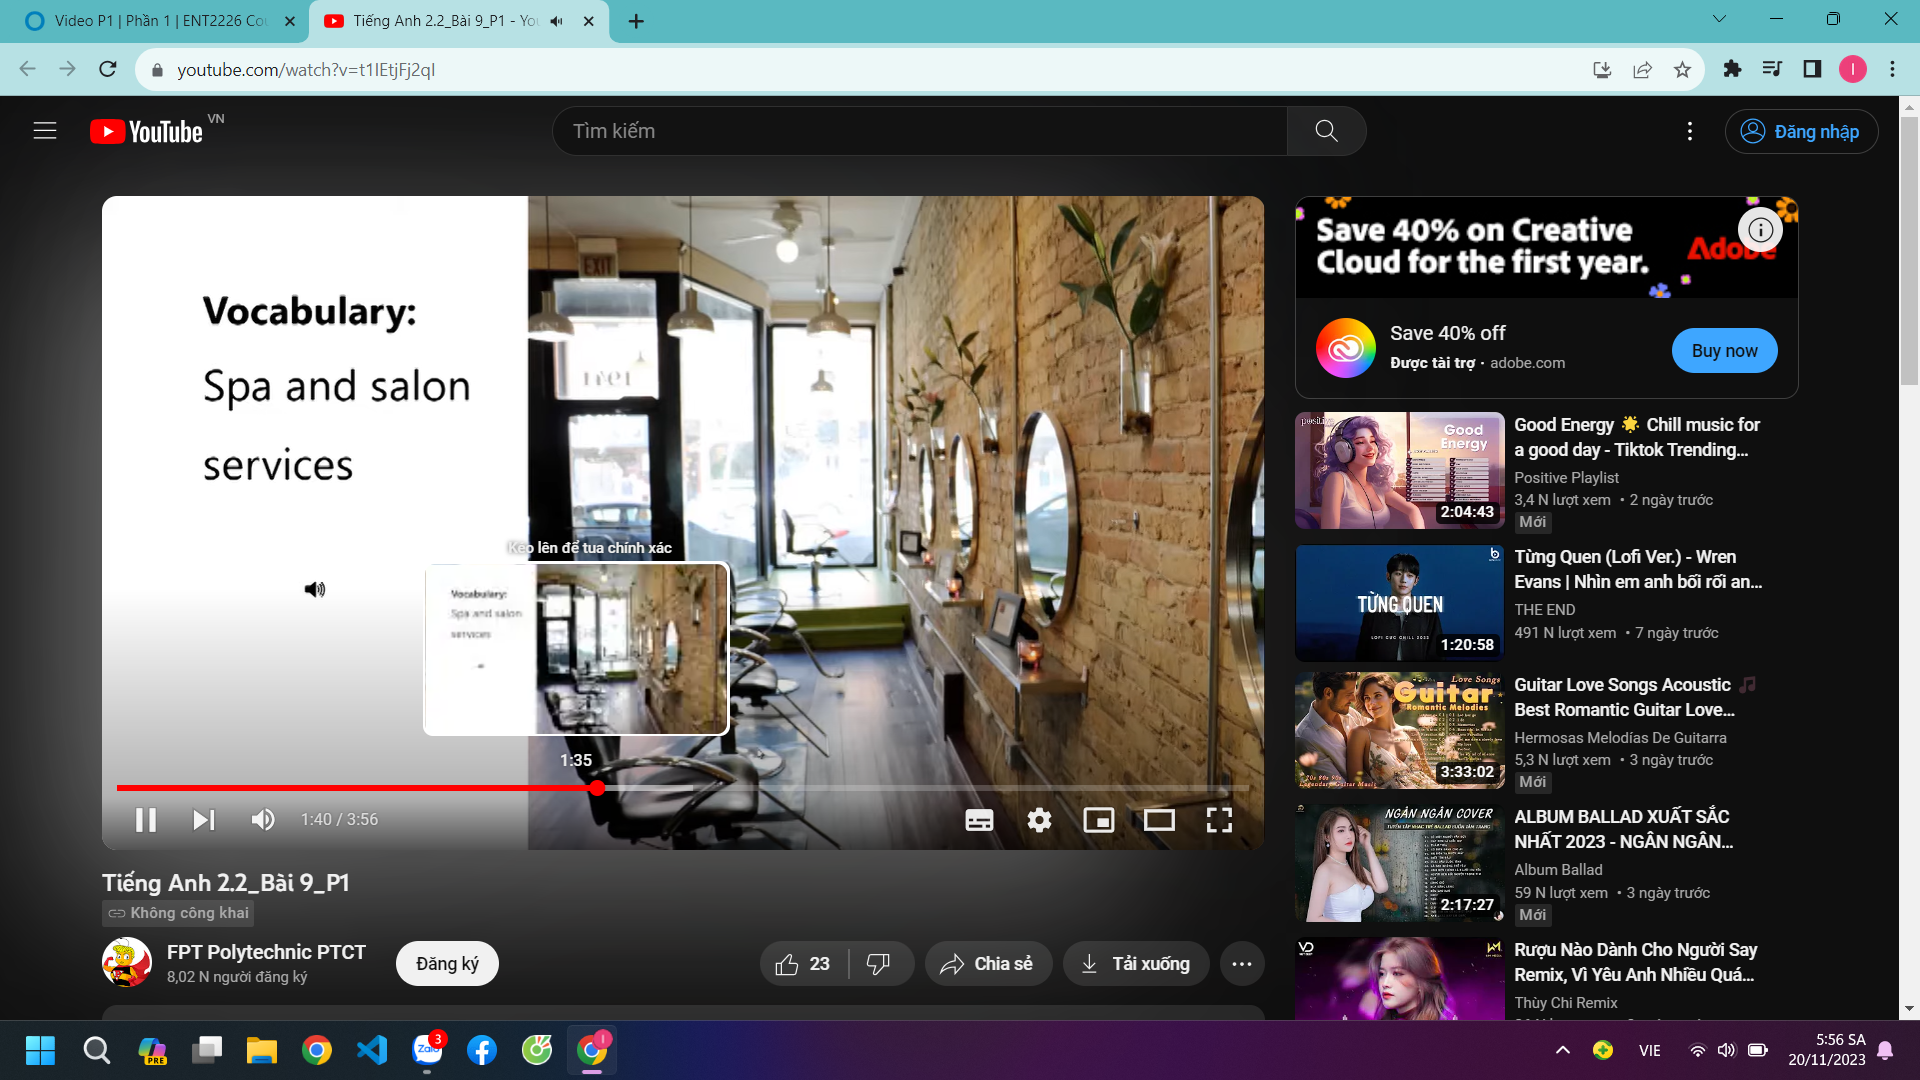 Video P1 | Phần 1 | ENT2226 Cou
Tiếng Anh 2.2_Bài 9_P1 - You
youtube.com/watch?v=t1IEtjFj2qI
YouTube VN
Tìm kiếm
Đăng nhập
Vocabulary:
Spa and salon
services
EXIT
Kéo lên để tua chính xác
Vocabulary:
Spa and salon
services
1:35
1:40 / 3:56
Tiếng Anh 2.2_Bài 9_P1
Không công khai
FPT Polytechnic PTCT
8,02 N người đăng ký
Đăng ký
23
Chia sẻ
Tải xuống
Save 40% on Creative
Cloud for the first year.
Adobe
Save 40% off
Được tài trợ · adobe.com
Buy now
positive
Good
Energy
2:04:43
Good Energy 🌟 Chill music for
a good day - Tiktok Trending...
Positive Playlist
3,4 N lượt xem • 2 ngày trước
Mới
TỪNG QUEN
1:20:58
Từng Quen (Lofi Ver.) - Wren
Evans | Nhìn em anh bối rối an...
THE END
491 N lượt xem • 7 ngày trước
Love Songs
Guitar
Romantic Melodies
3:33:02
Guitar Love Songs Acoustic 🎵
Best Romantic Guitar Love...
Hermosas Melodías De Guitarra
5,3 N lượt xem • 3 ngày trước
Mới
NGÂN NGÂN COVER
2:17:27
ALBUM BALLAD XUẤT SẮC
NHẤT 2023 - NGÂN NGÂN...
Album Ballad
59 N lượt xem • 3 ngày trước
Mới
Rượu Nào Dành Cho Người Say
Remix, Vì Yêu Anh Nhiều Quá...
Thùy Chi Remix
PRE
Zalo
3
VIE
5:56 SA
20/11/2023